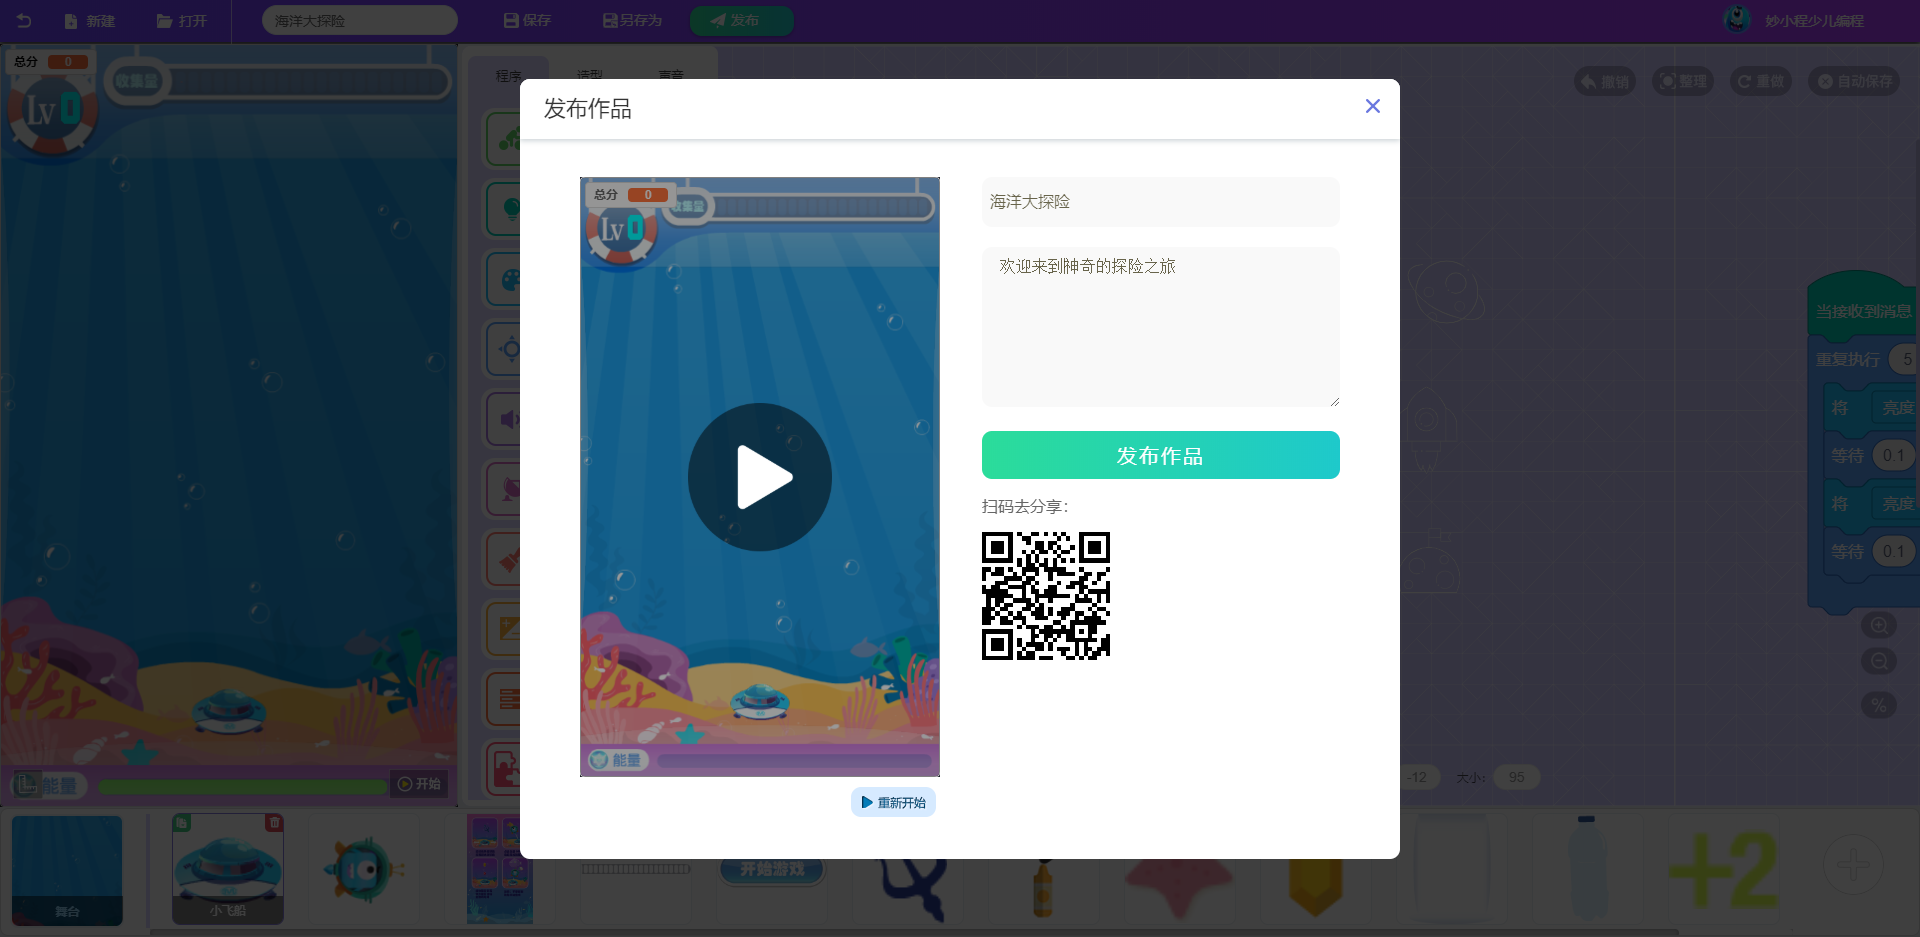 新建
打开
海洋大探险
保存
另存为
发布
妙小程少儿编程
总分 0
收集量
Lv 0
程序
造型
声音
撤销
整理
重做
自动保存
发布作品
总分 0
收集量
Lv 0
海洋大探险
欢迎来到神奇的探险之旅
发布作品
扫码去分享:
当接收到消息
重复执行 5
将 亮度
等待 0.1
将 亮度
等待 0.1
%
能量
开始
能量
重新开始
-12
大小: 95
舞台
小飞船
开始游戏
+2